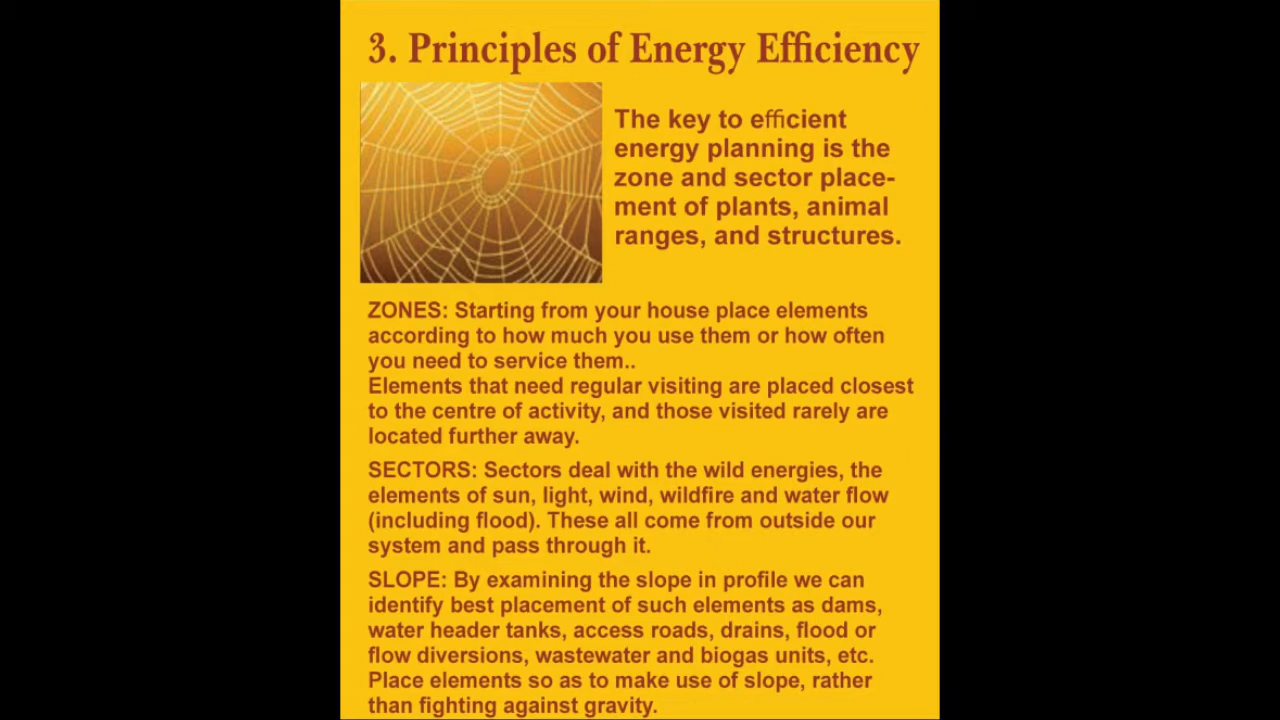 3. Principles of Energy Efficiency
The key to efficient
energy planning is the
zone and sector place-
ment of plants, animal
ranges, and structures.
ZONES: Starting from your house place elements
according to how much you use them or how often
you need to service them..
Elements that need regular visiting are placed closest
to the centre of activity, and those visited rarely are
located further away.
SECTORS: Sectors deal with the wild energies, the
elements of sun, light, wind, wildfire and water flow
(including flood). These all come from outside our
system and pass through it.
SLOPE: By examining the slope in profile we can
identify best placement of such elements as dams,
water header tanks, access roads, drains, flood or
flow diversions, wastewater and biogas units, etc.
Place elements so as to make use of slope, rather
than fighting against gravity.